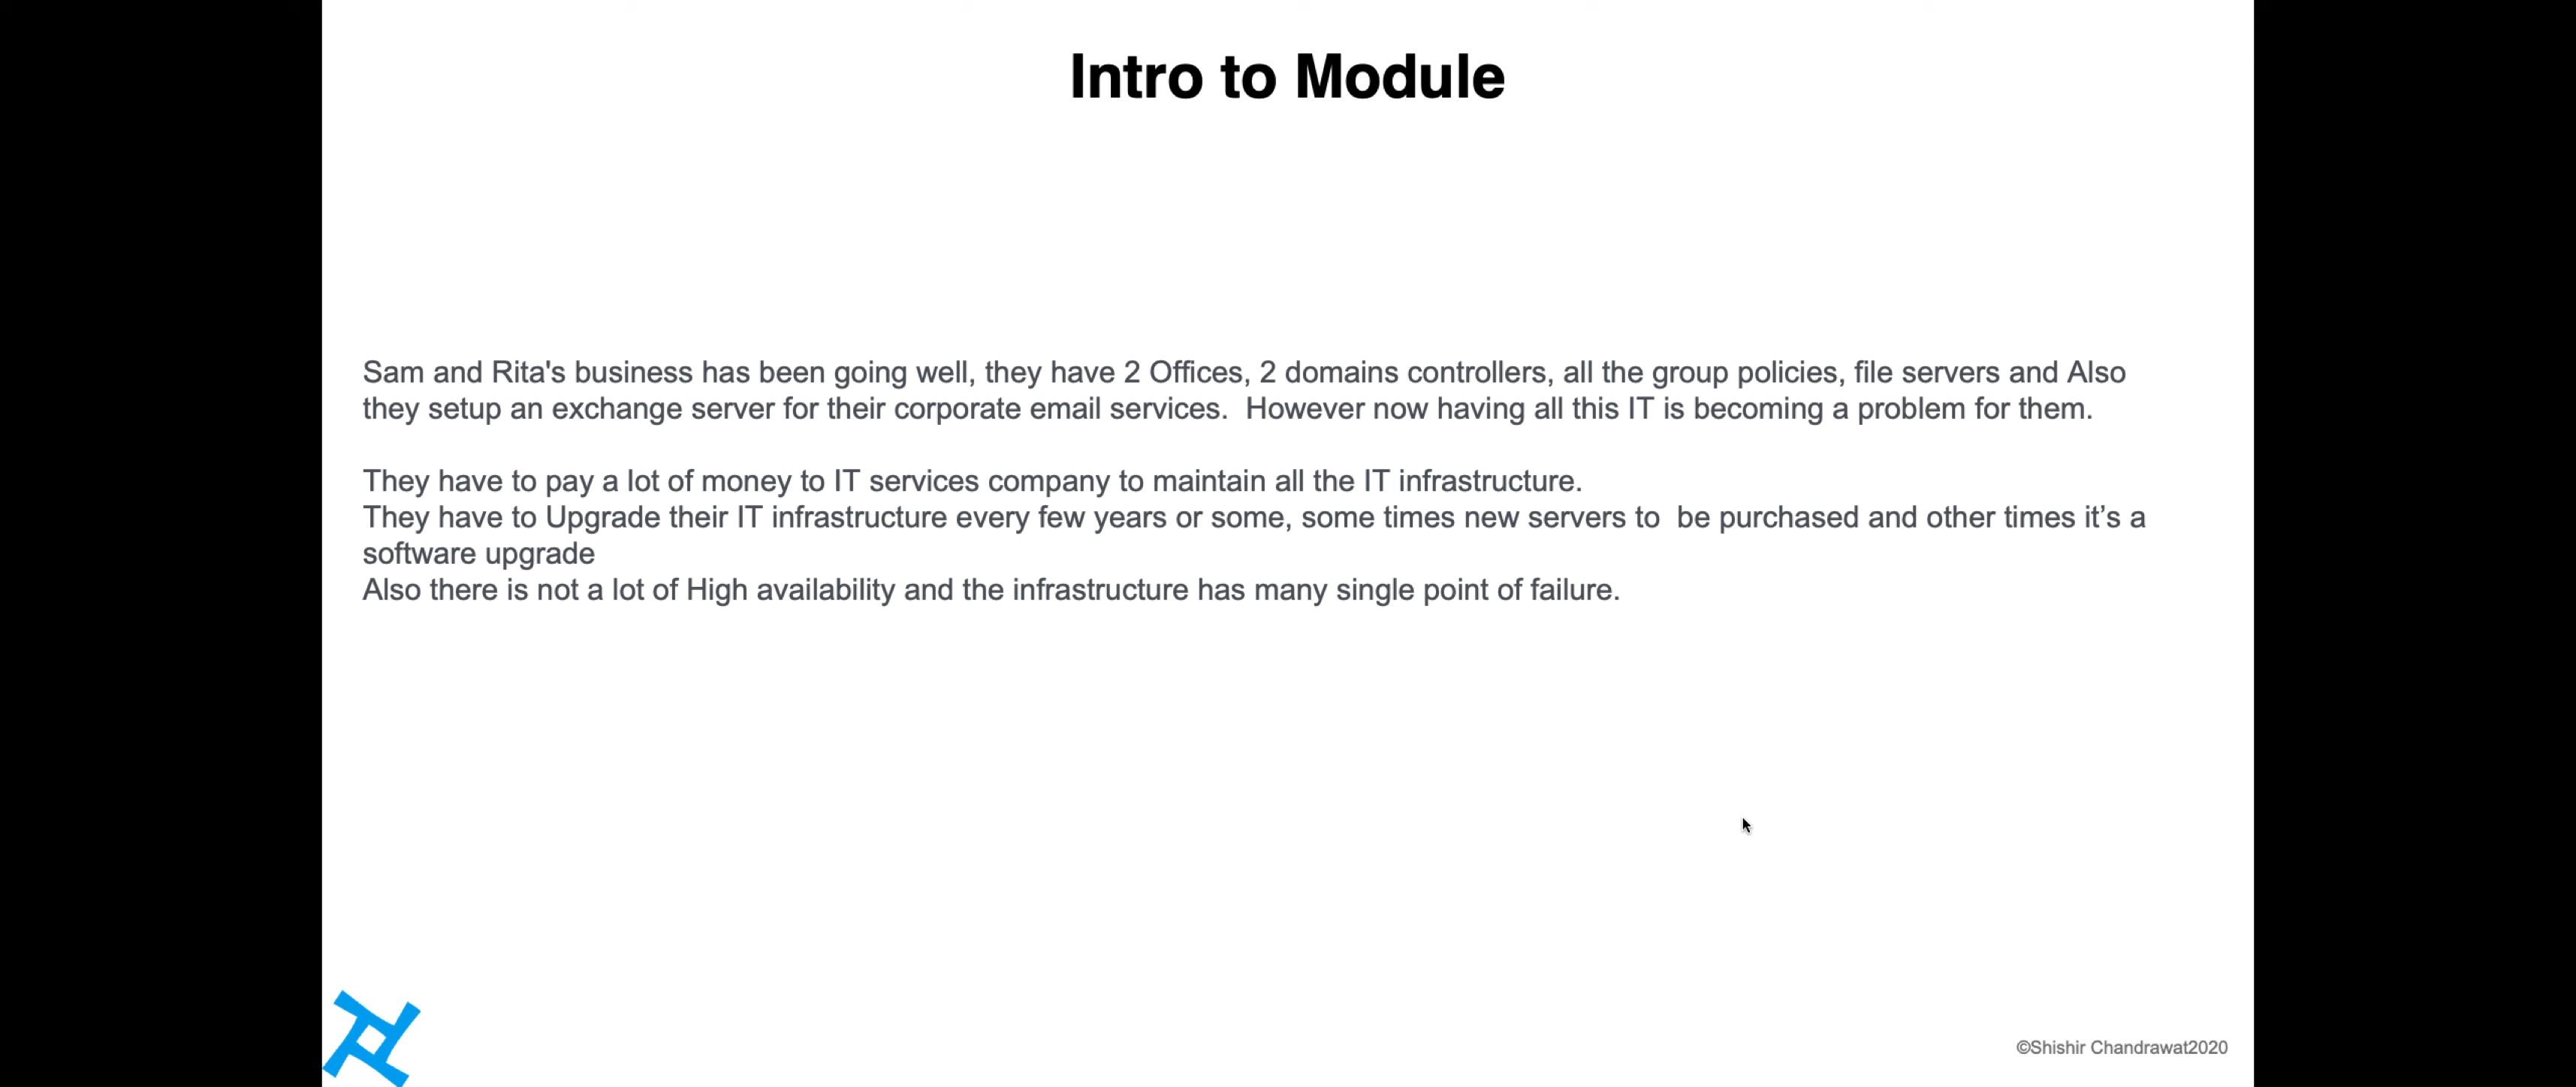 Intro to Module
Sam and Rita's business has been going well, they have 2 Offices, 2 domains controllers, all the group policies, file servers and Also
they setup an exchange server for their corporate email services.  However now having all this IT is becoming a problem for them.
They have to pay a lot of money to IT services company to maintain all the IT infrastructure.
They have to Upgrade their IT infrastructure every few years or some, some times new servers to  be purchased and other times it’s a
software upgrade
Also there is not a lot of High availability and the infrastructure has many single point of failure.
©Shishir Chandrawat2020